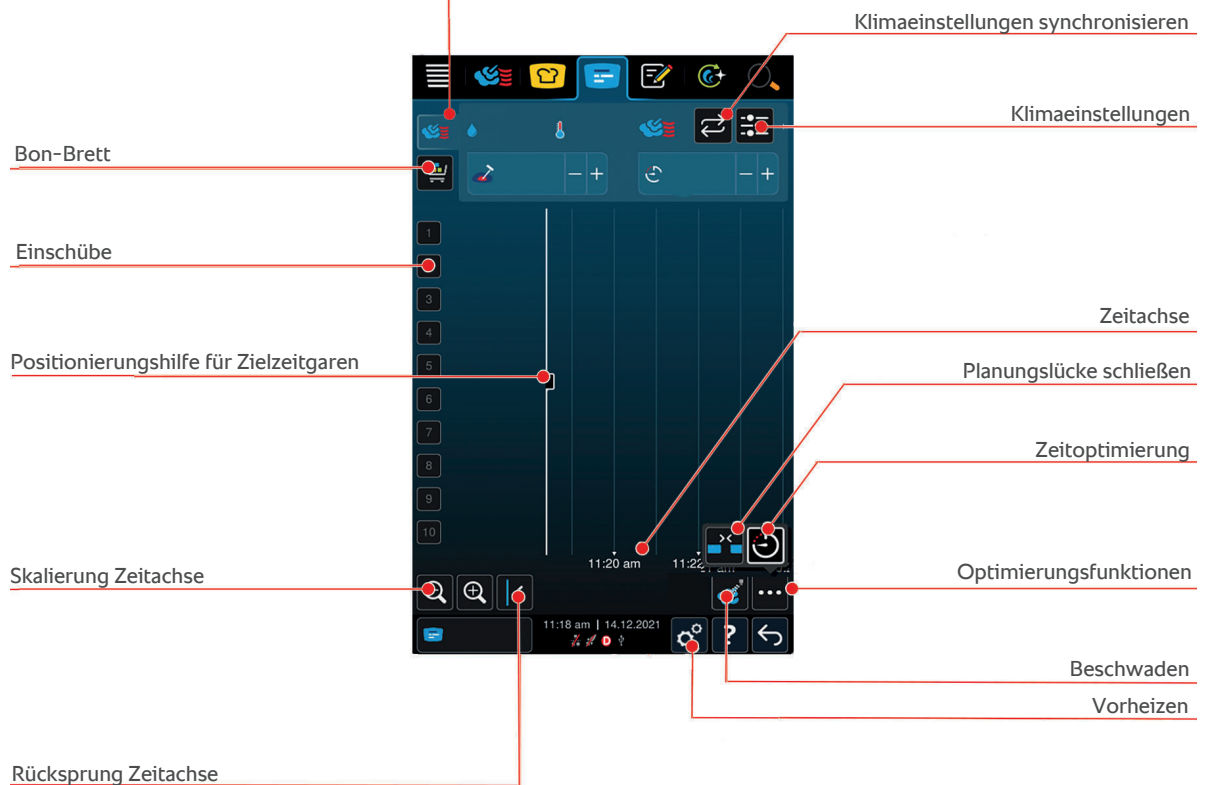 Klimaeinstellungen synchronisieren
Klimaeinstellungen
Bon-Brett
1
Einschübe
3
4
Zeitachse
Positionierungshilfe für Zielzeitgaren
5
Planungslücke schließen
6
7
Zeitoptimierung
8
9
10
11:20 am
Skalierung Zeitachse
Optimierungsfunktionen
11:18 am | 14.12.2021
D
?
Beschwaden
Vorheizen
Rücksprung Zeitachse